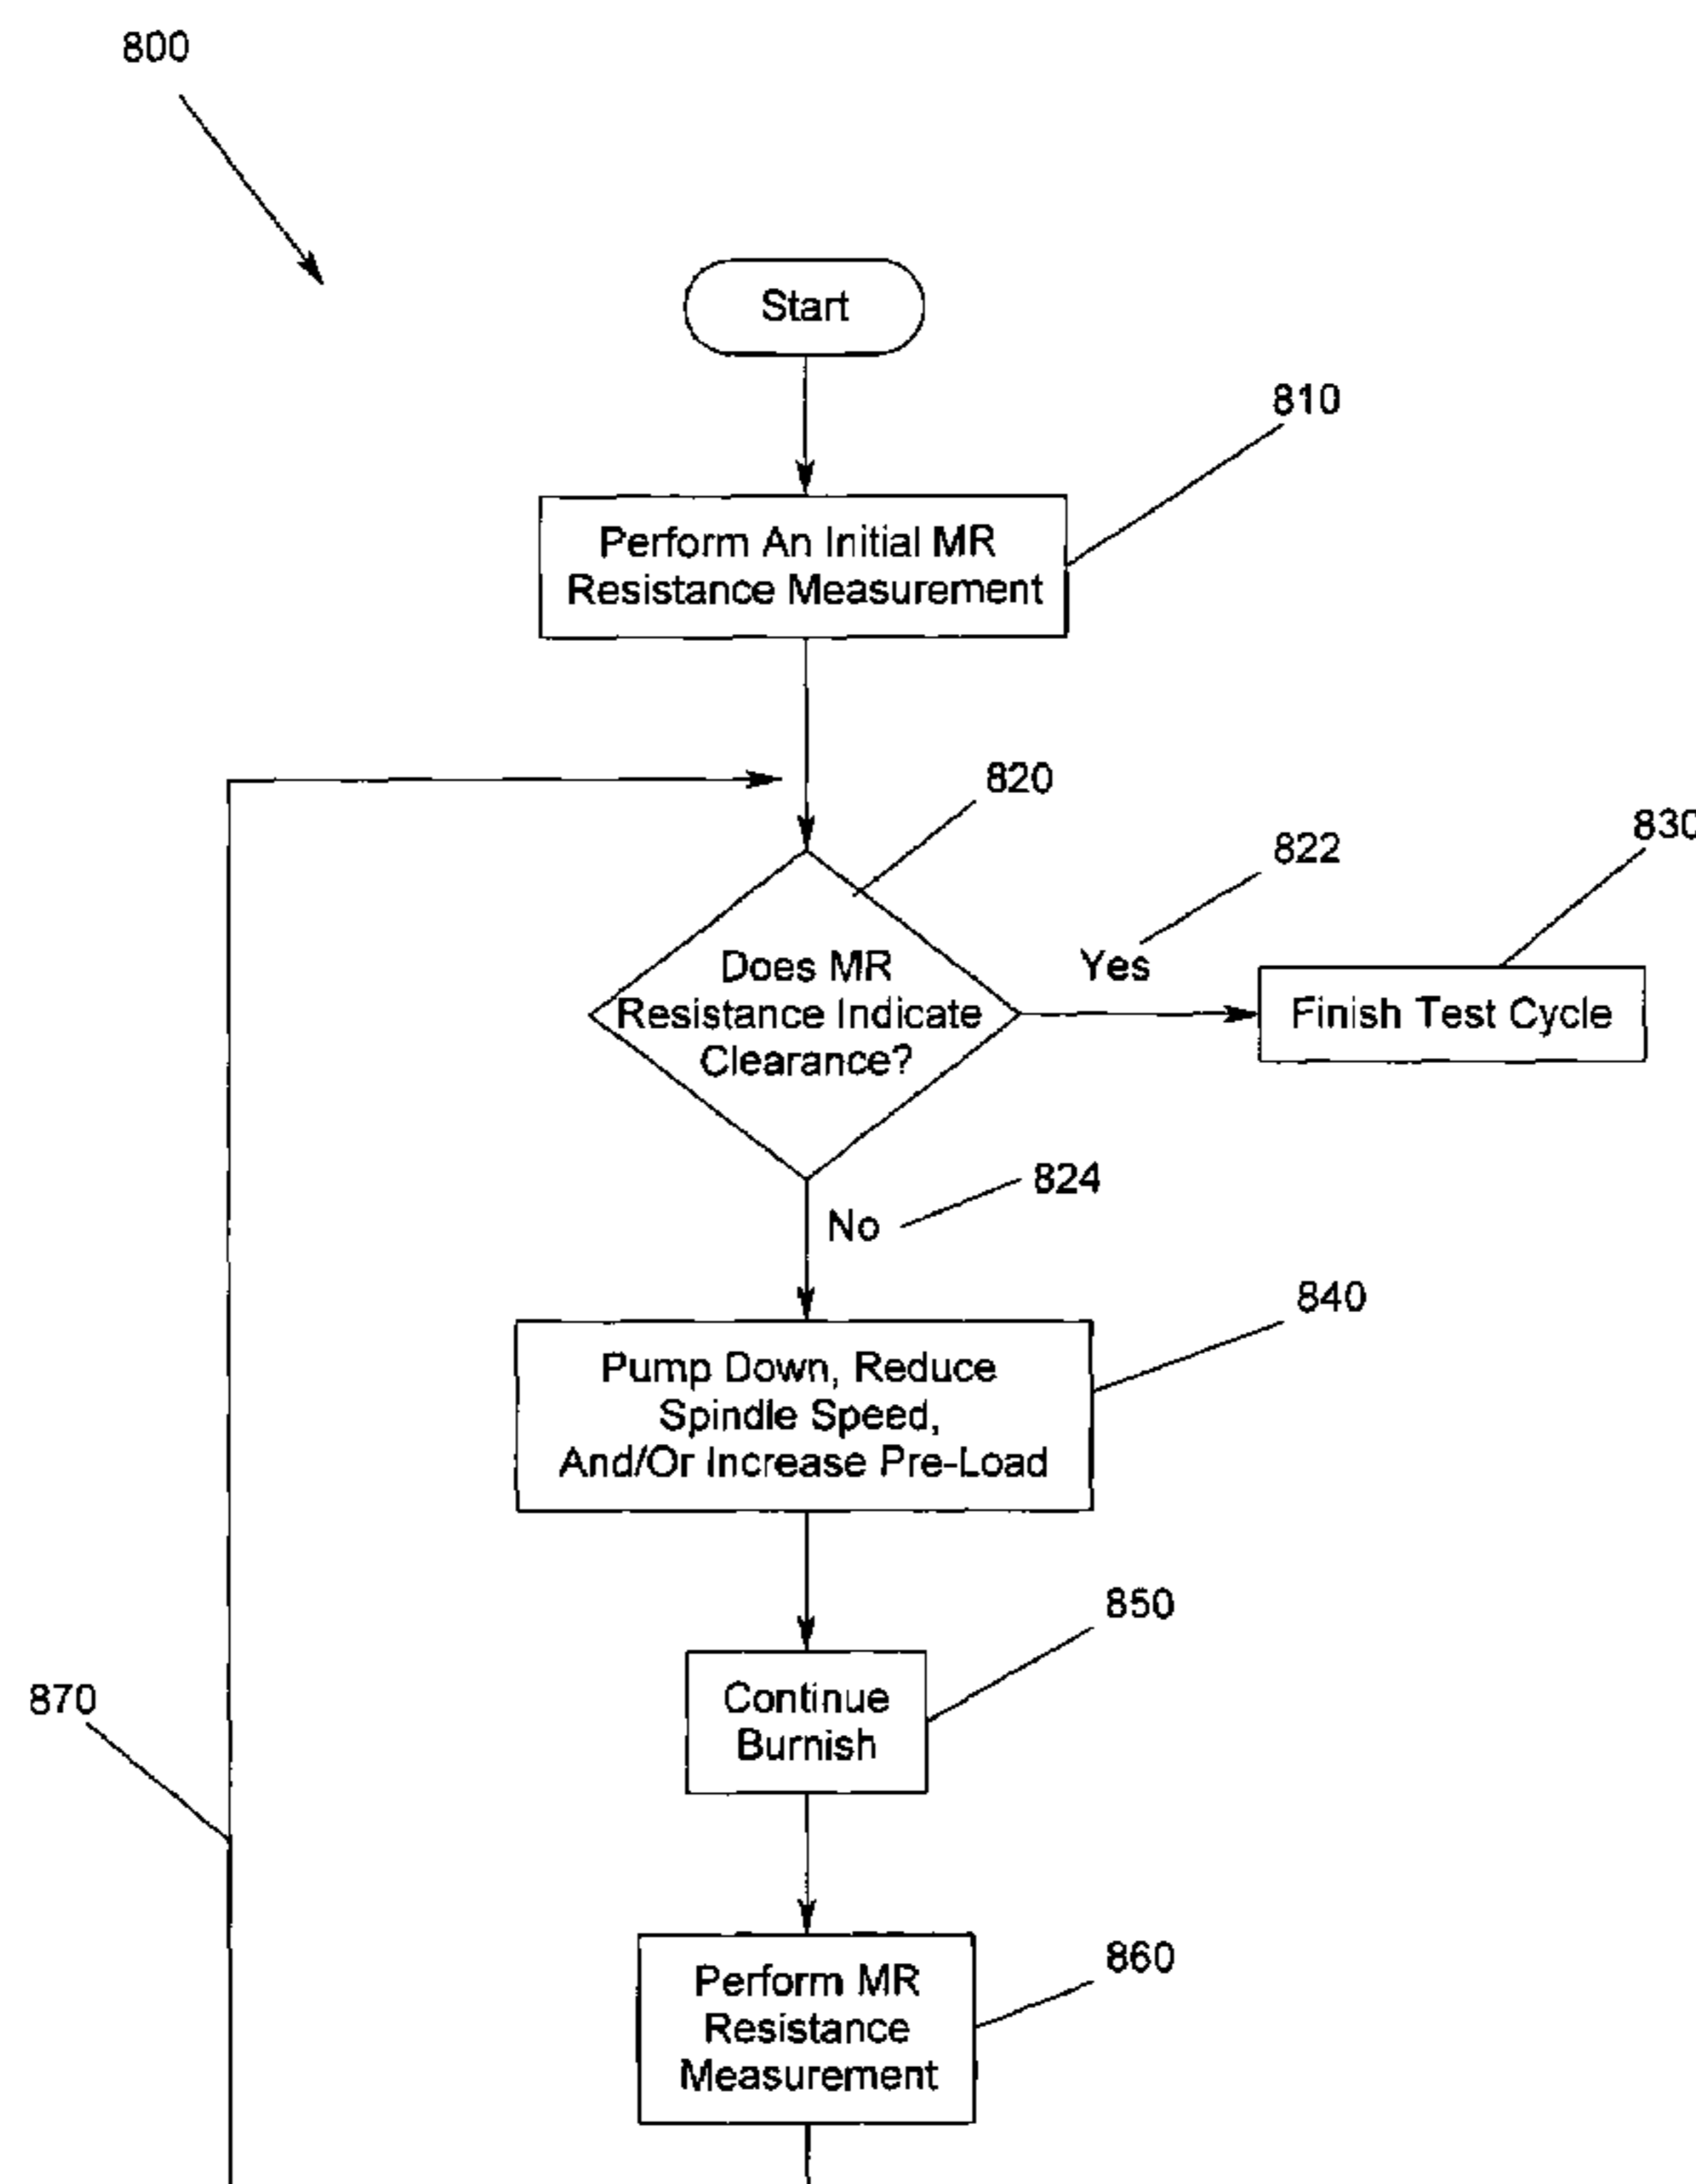 800
Start
810
Perform An Initial MR
Resistance Measurement
820
822
830
Does MR
Resistance Indicate
Clearance?
Yes
Finish Test Cycle
824
No
840
Pump Down, Reduce
Spindle Speed,
And/Or Increase Pre-Load
850
Continue
Burnish
870
860
Perform MR
Resistance
Measurement